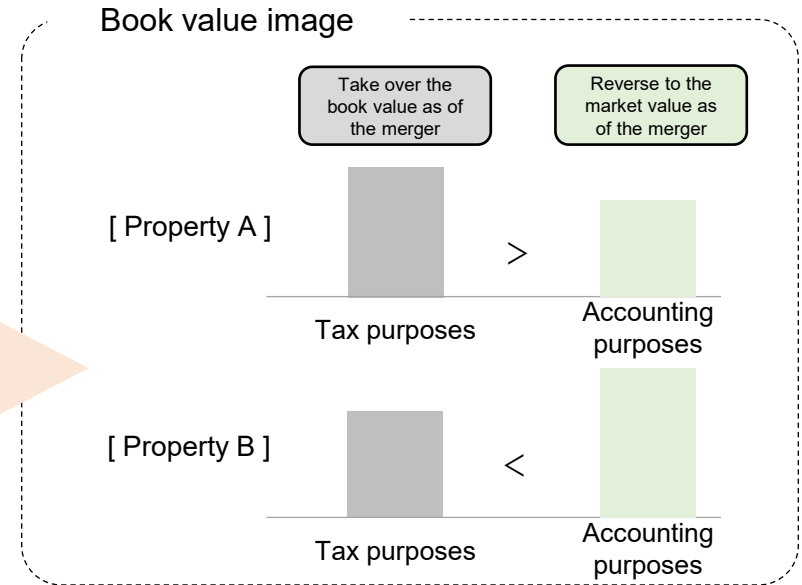 Book value image
Take over the
book value as of
the merger
Reverse to the
market value as
of the merger
[ Property A ]
>
Tax purposes
Accounting
purposes
[ Property B ]
<
Tax purposes
Accounting
purposes